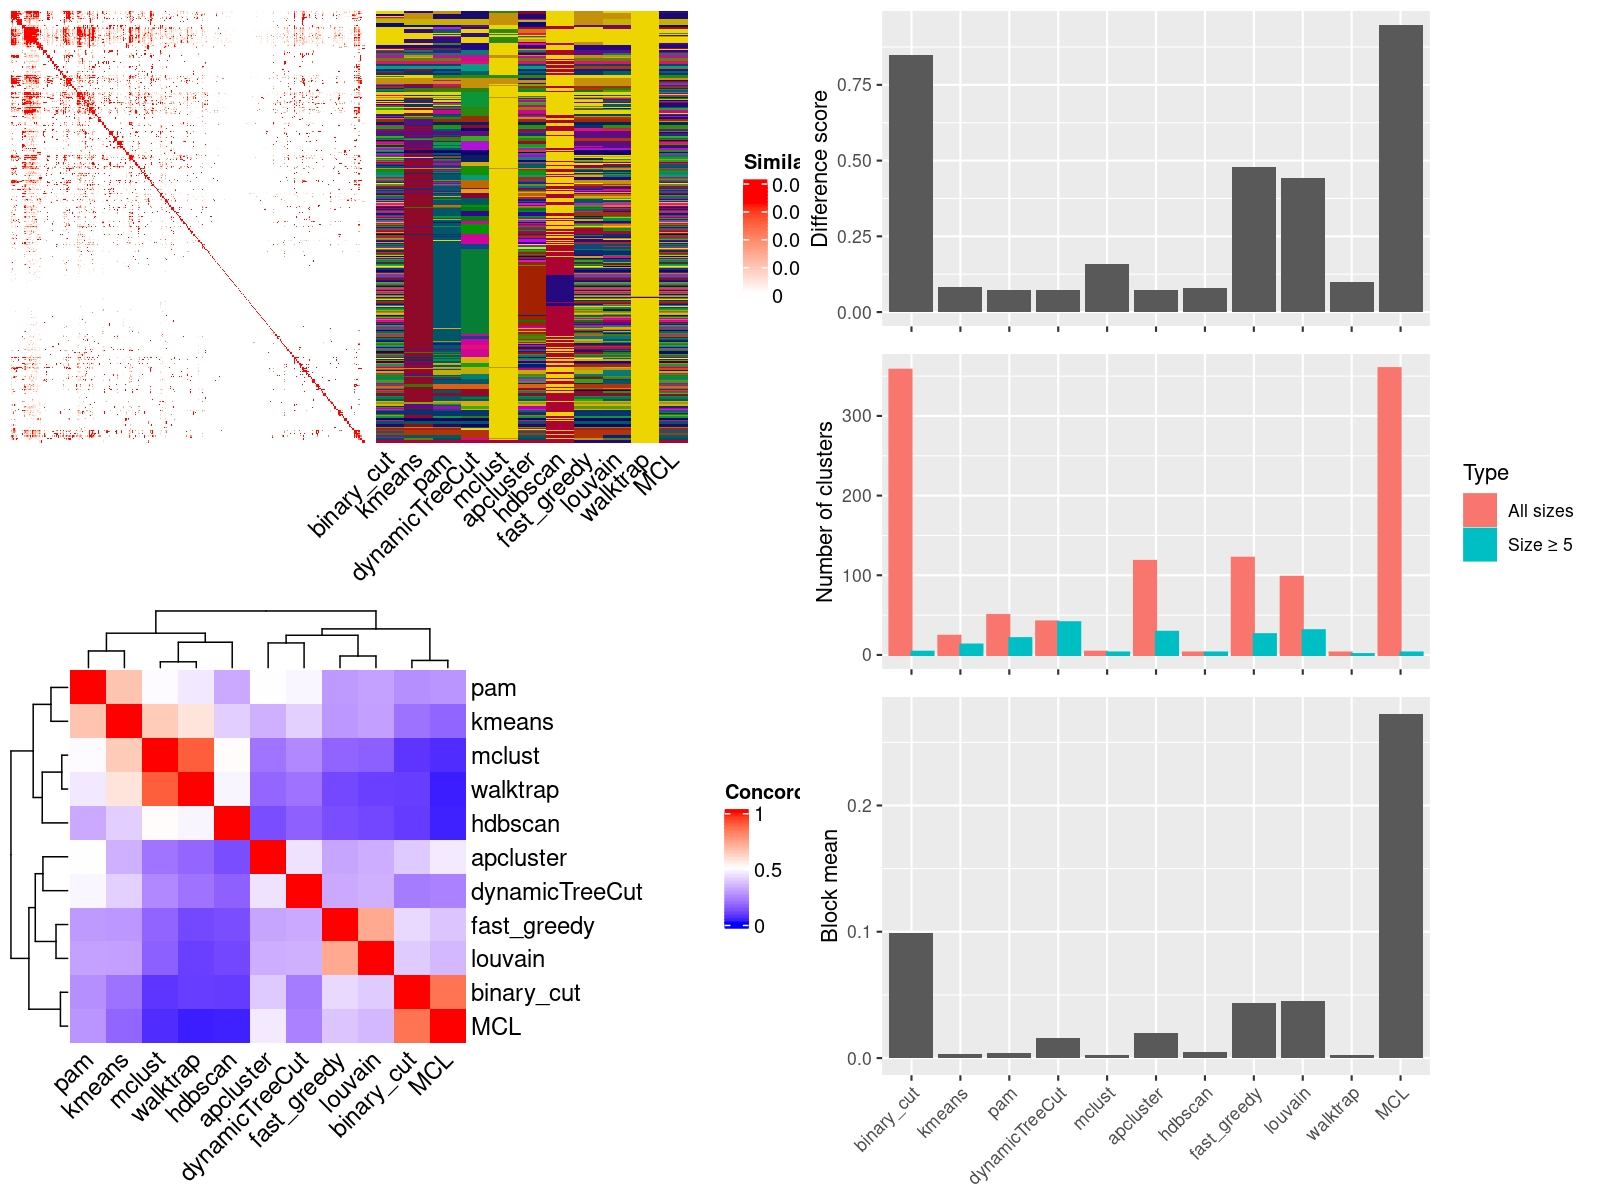 Simila
0.0
0.0
0.0
0.0
0
binary_cut
kmeans
pam
dynamicTreeCut
mclust
apcluster
hdbscan
fast_greedy
louvain
walktrap
MCL
pam
kmeans
mclust
walktrap
hdbscan
apcluster
dynamicTreeCut
fast_greedy
louvain
binary_cut
MCL
pam
kmeans
mclust
walktrap
hdbscan
apcluster
dynamicTreeCut
fast_greedy
louvain
binary_cut
MCL
Concord
1
0.5
0
Difference score
0.75
0.50
0.25
0.00
Number of clusters
300
200
100
0
Type
All sizes
Size ≥ 5
Block mean
0.2
0.1
0.0
binary_cut
kmeans
pam
dynamicTreeCut
mclust
apcluster
hdbscan
fast_greedy
louvain
walktrap
MCL